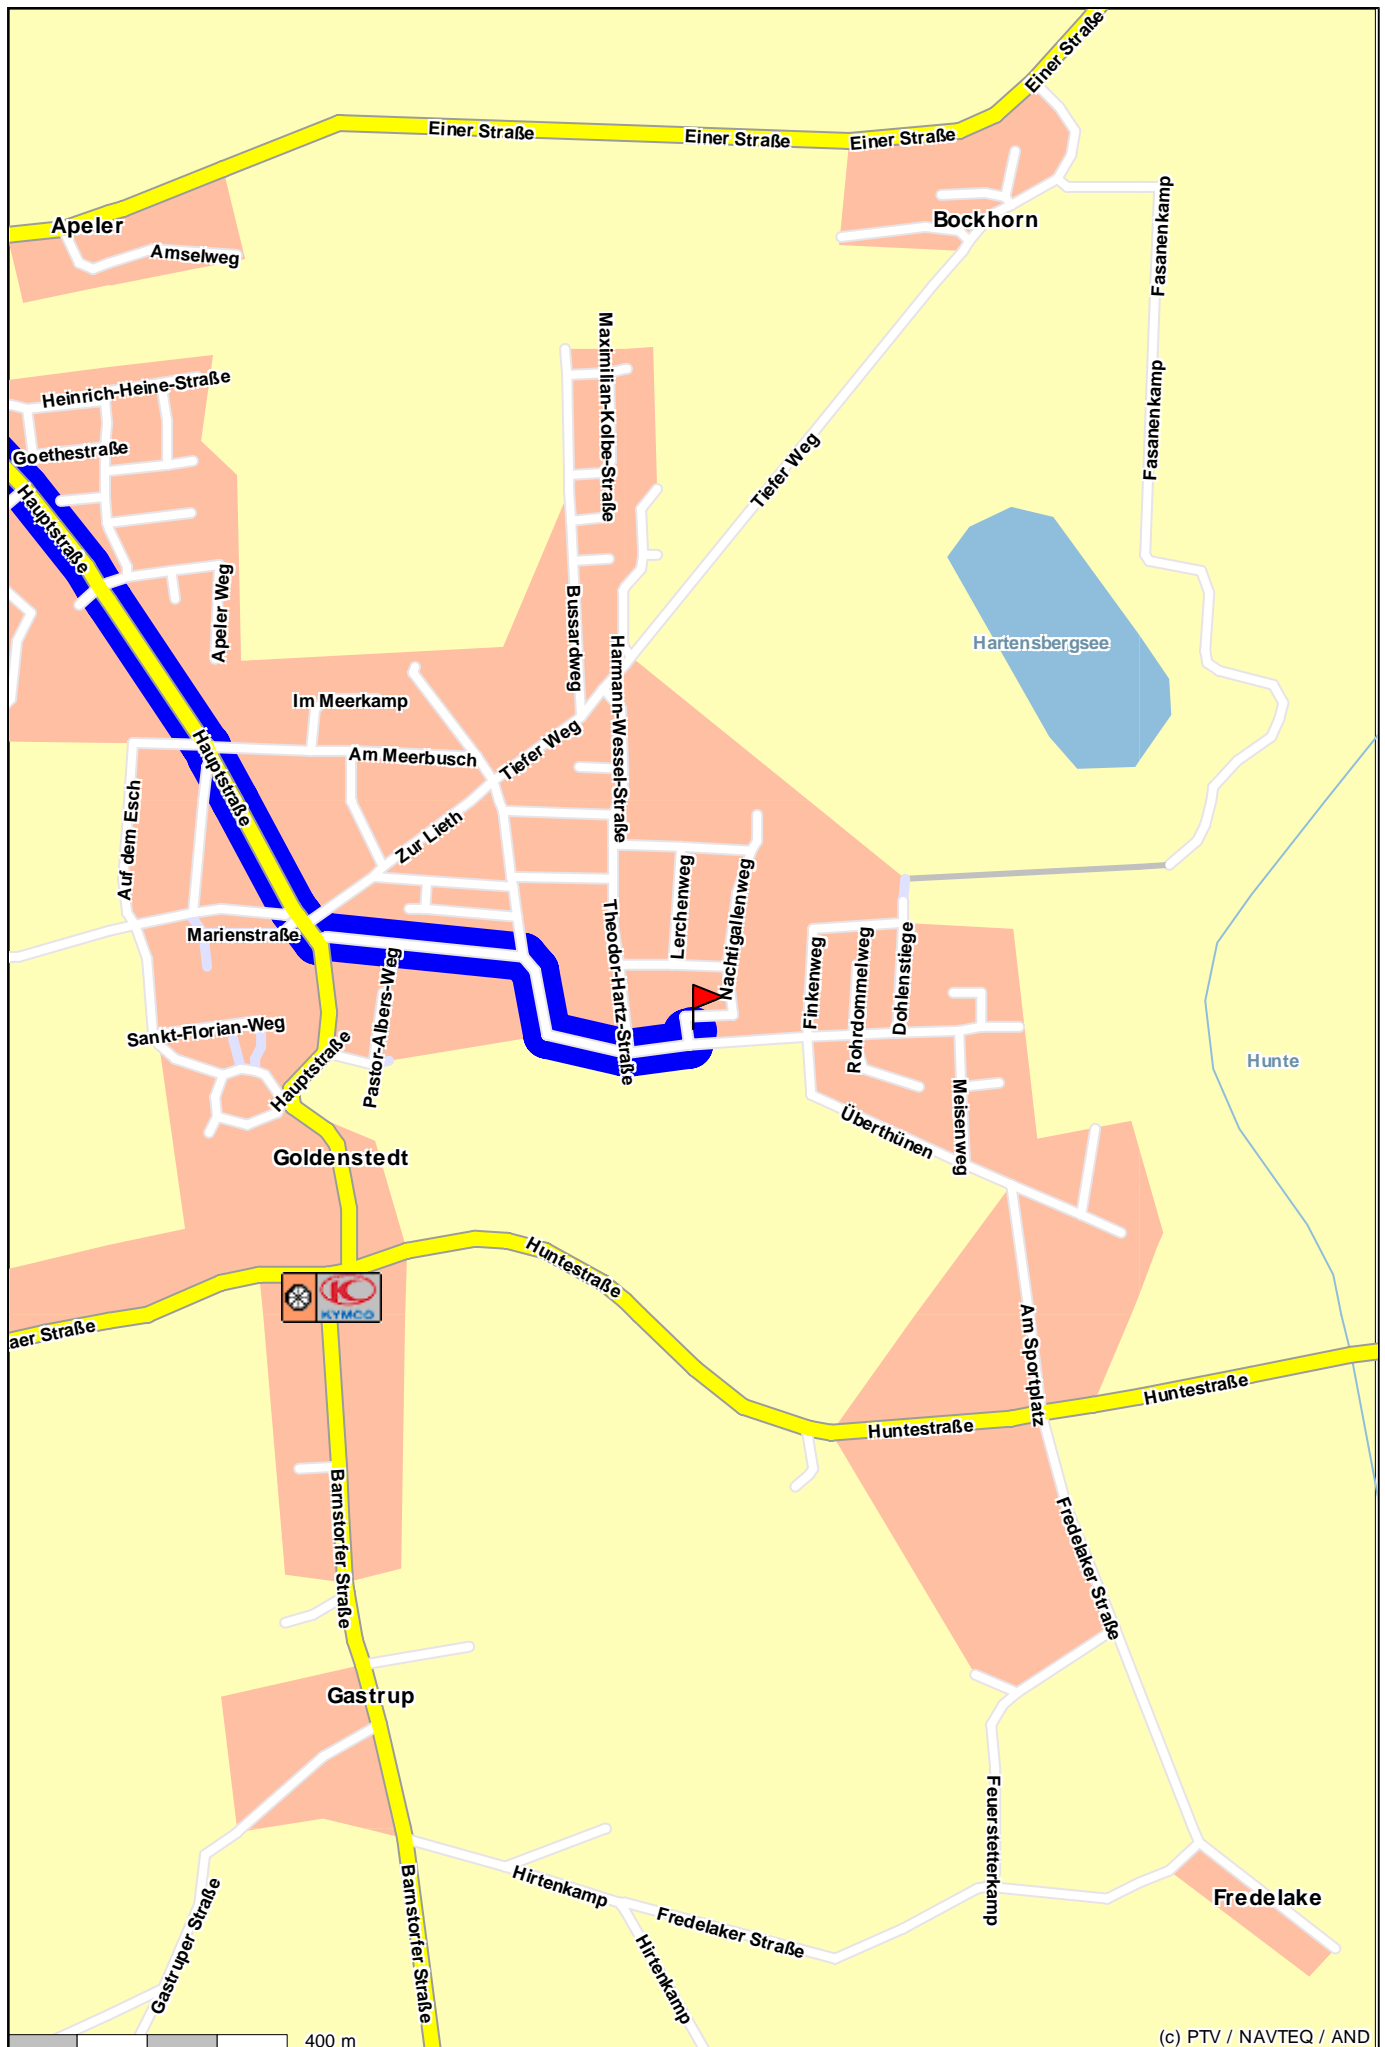 Einer Straße
Einer Straße
Einer Straße
Einer Straße
Apeler
Amselweg
Bockhorn
Fasanenkamp
Fasanenkamp
Maximilian-Kolbe-Straße
Heinrich-Heine-Straße
Goethestraße
Hauptstraße
Tiefer Weg
Apeler Weg
Bussardweg
Harmann-Wessel-Straße
Hartensbergsee
Im Meerkamp
Hauptstraße
Am Meerbusch
Tiefer Weg
Auf dem Esch
Zur Lieth
Lerchenweg
Nachtigallenweg
Marienstraße
Theodor-Hartz-Straße
Pastor-Albers-Weg
Finkenweg
Rohrdommelweg
Dohlenstiege
Sankt-Florian-Weg
Hauptstraße
Hunte
Meisenweg
Überthünen
Goldenstedt
Huntestraße
KYMCO
aer Straße
Am Sportplatz
Huntestraße
Huntestraße
Barnstorfer Straße
Fredelaker Straße
Gastrup
Feuerstetterkamp
Hirtenkamp
Fredelaker Straße
Fredelake
Gastruper Straße
Barnstorfer Straße
Hirtenkamp
400 m
(c) PTV / NAVTEQ / AND